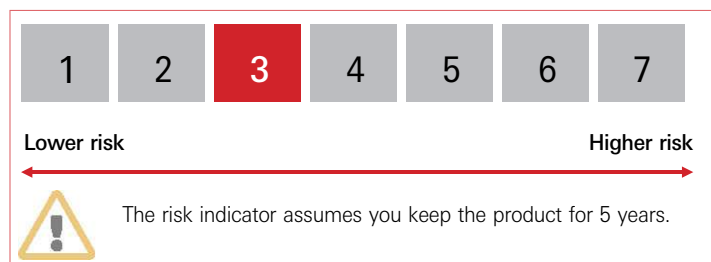 1 2 3 4 5 6 7
Lower risk Higher risk
The risk indicator assumes you keep the product for 5 years.